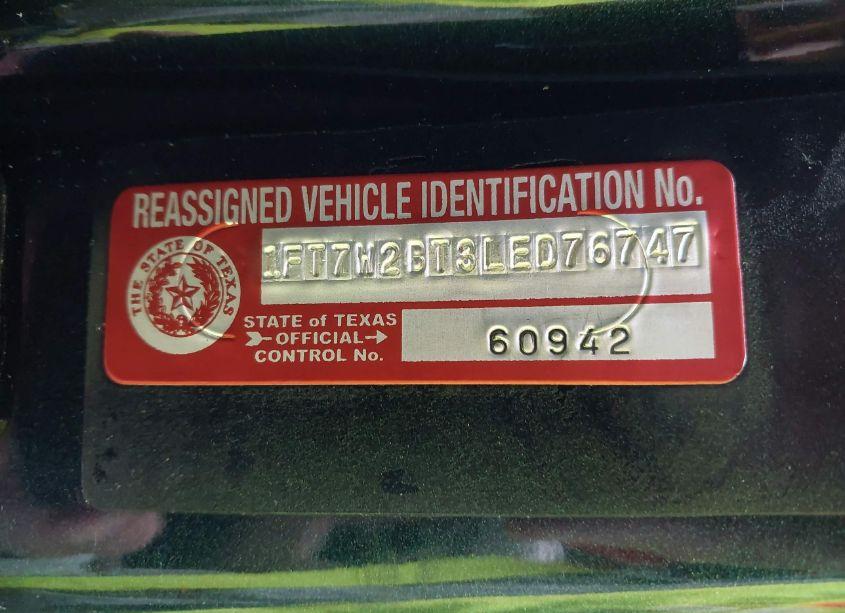 REASSIGNED VEHICLE IDENTIFICATION No.
1FT7W2BT3LED76747
THE STATE OF TEXAS
STATE of TEXAS
OFFICIAL
CONTROL No.
60942